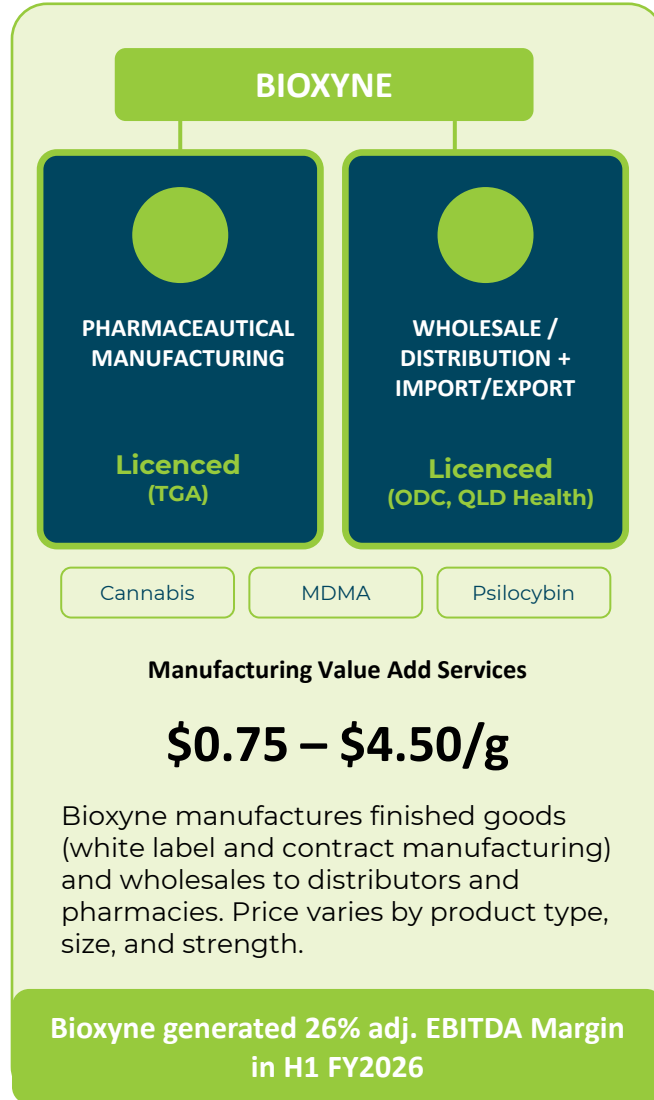 BIOXYNE
PHARMACEUTICAL
MANUFACTURING
Licenced
(TGA)
WHOLESALE /
DISTRIBUTION +
IMPORT/EXPORT
Licenced
(ODC, QLD Health)
Cannabis
MDMA
Psilocybin
Manufacturing Value Add Services
$0.75 – $4.50/g
Bioxyne manufactures finished goods
(white label and contract manufacturing)
and wholesales to distributors and
pharmacies. Price varies by product type,
size, and strength.
Bioxyne generated 26% adj. EBITDA Margin
in H1 FY2026